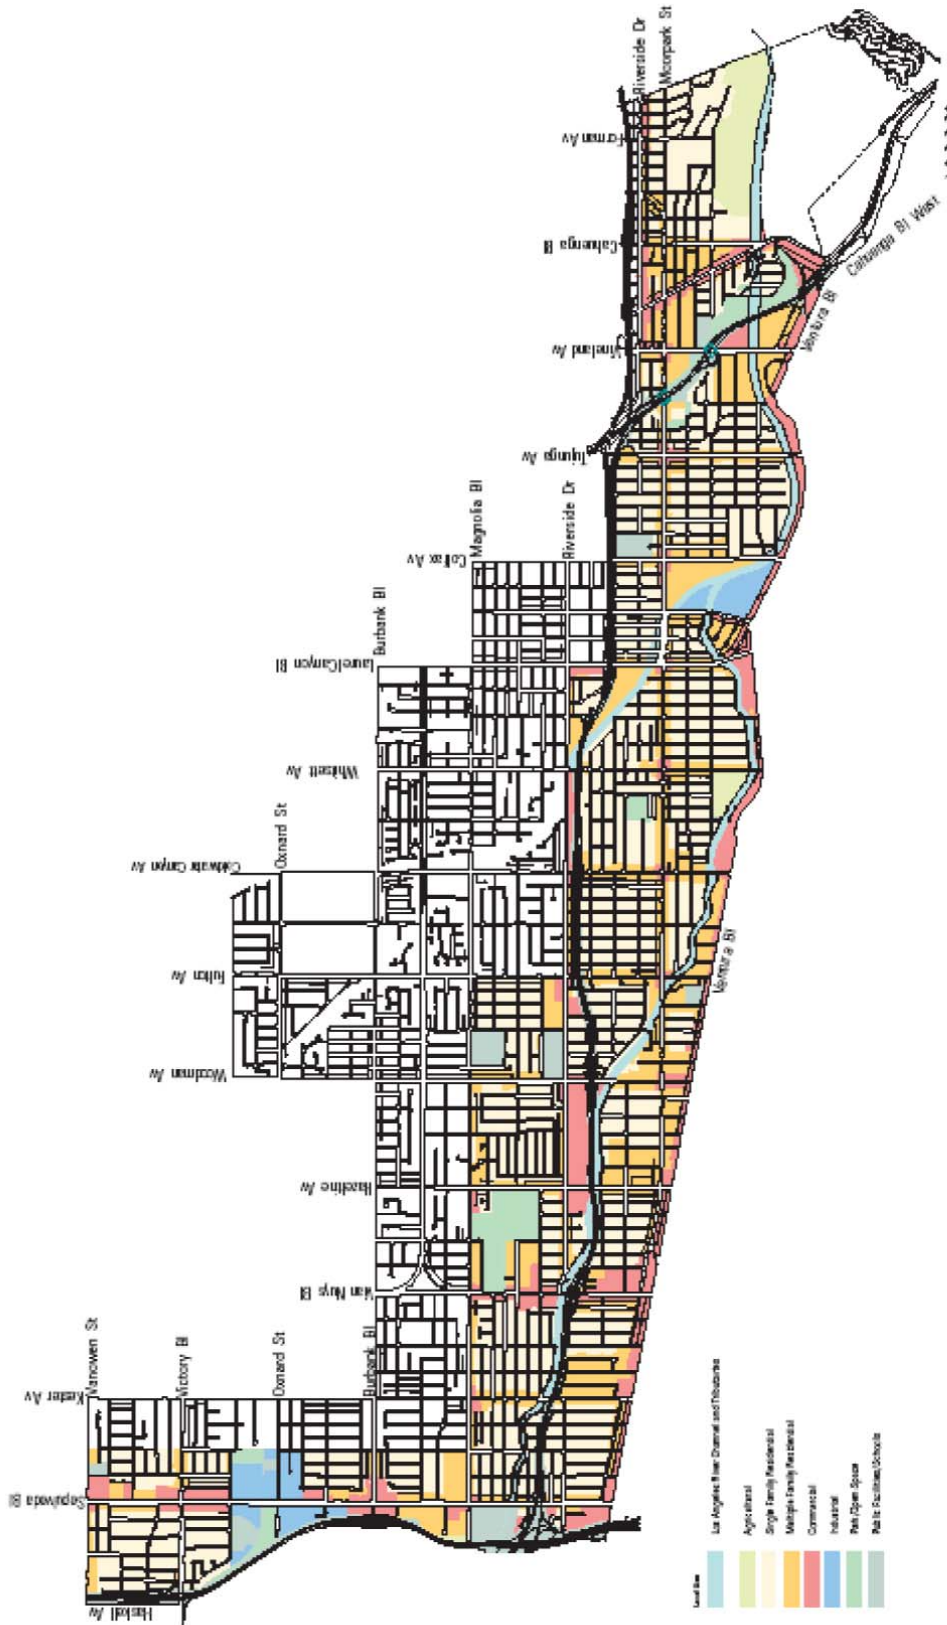 Riverside Dr
Moorpark St
Forman Av
Cahuenga Bl
Cahuenga Bl West
Vineland Av
Ventura Bl
Tujunga Av
Magnolia Bl
Riverside Dr
Colfax Av
Burbank Bl
Laurel Canyon Bl
Whitsett Av
Oxnard St
Coldwater Canyon Av
Fulton Av
Ventura Bl
Woodman Av
Hazeltine Av
Van Nuys Bl
Vanowen St
Victory Bl
Oxnard St
Burbank Bl
Kester Av
Sepulveda Bl
Haskell Av
Land Use
Los Angeles River Channel and Tributaries
Agricultural
Single Family Residential
Multiple Family Residential
Commercial
Industrial
Park/Open Space
Public Facilities/Schools